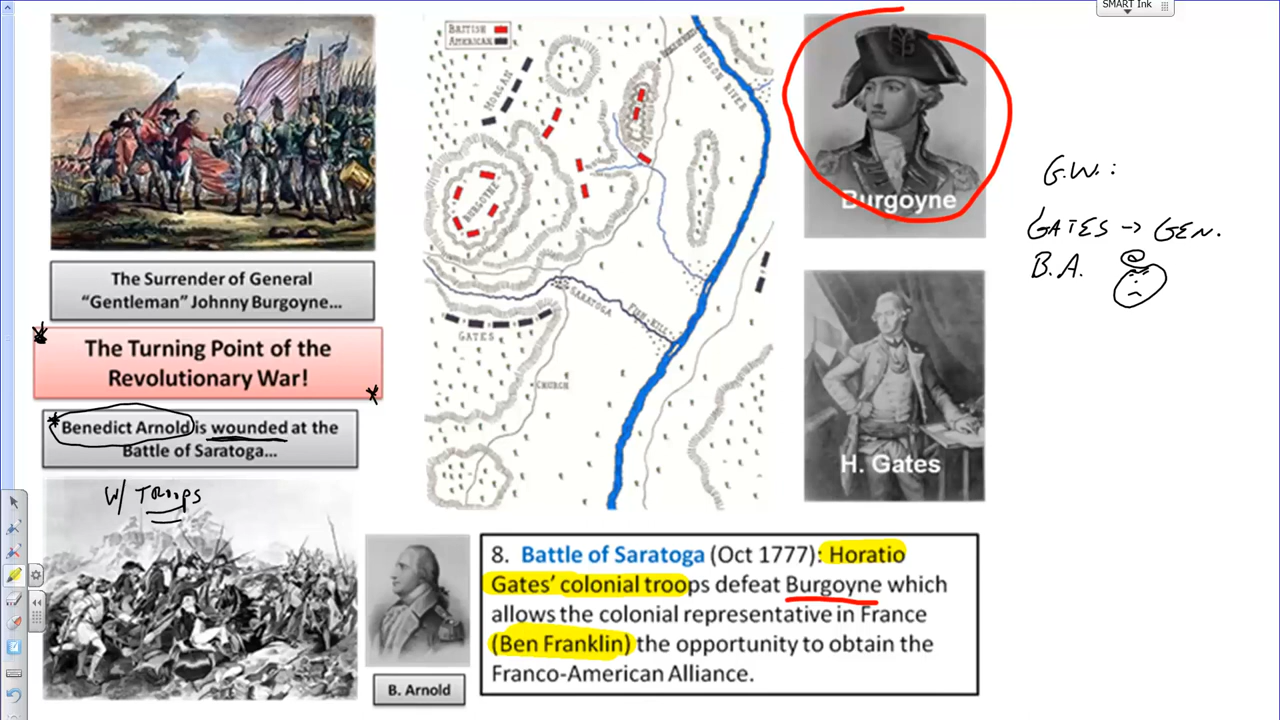 SMART Ink
The Surrender of General
“Gentleman” Johnny Burgoyne...
The Turning Point of the
Revolutionary War!
Benedict Arnold is wounded at the
Battle of Saratoga...
W/ TROOPS
B. Arnold
BRITISH
AMERICAN
MORGAN
HUDSON RIVER
BURGOYNE
SARATOGA
FISH KILL
GATES
CHURCH
Burgoyne
H. Gates
G.W.:
GATES → GEN.
B.A.
8. Battle of Saratoga (Oct 1777): Horatio
Gates’ colonial troops defeat Burgoyne which
allows the colonial representative in France
(Ben Franklin) the opportunity to obtain the
Franco-American Alliance.